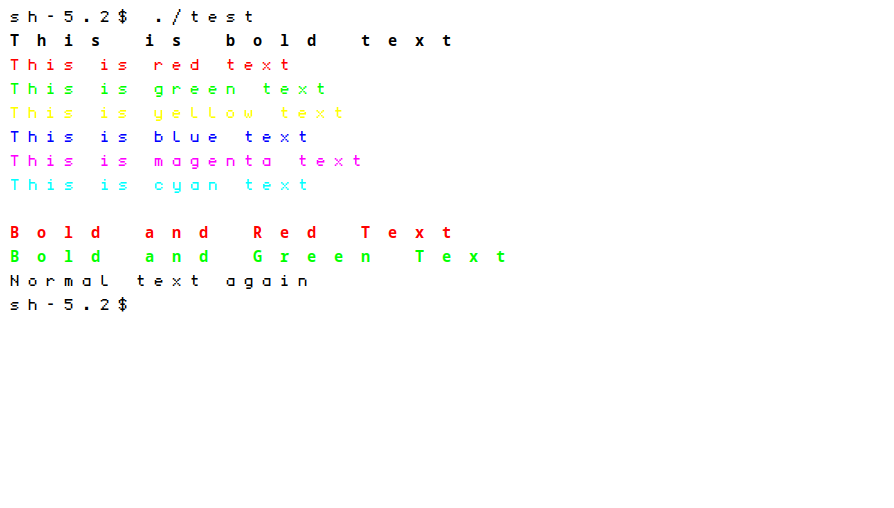 sh-5.2$ ./test
This is bold text
This is red text
This is green text
This is yellow text
This is blue text
This is magenta text
This is cyan text
Bold and Red Text
Bold and Green Text
Normal text again
sh-5.2$